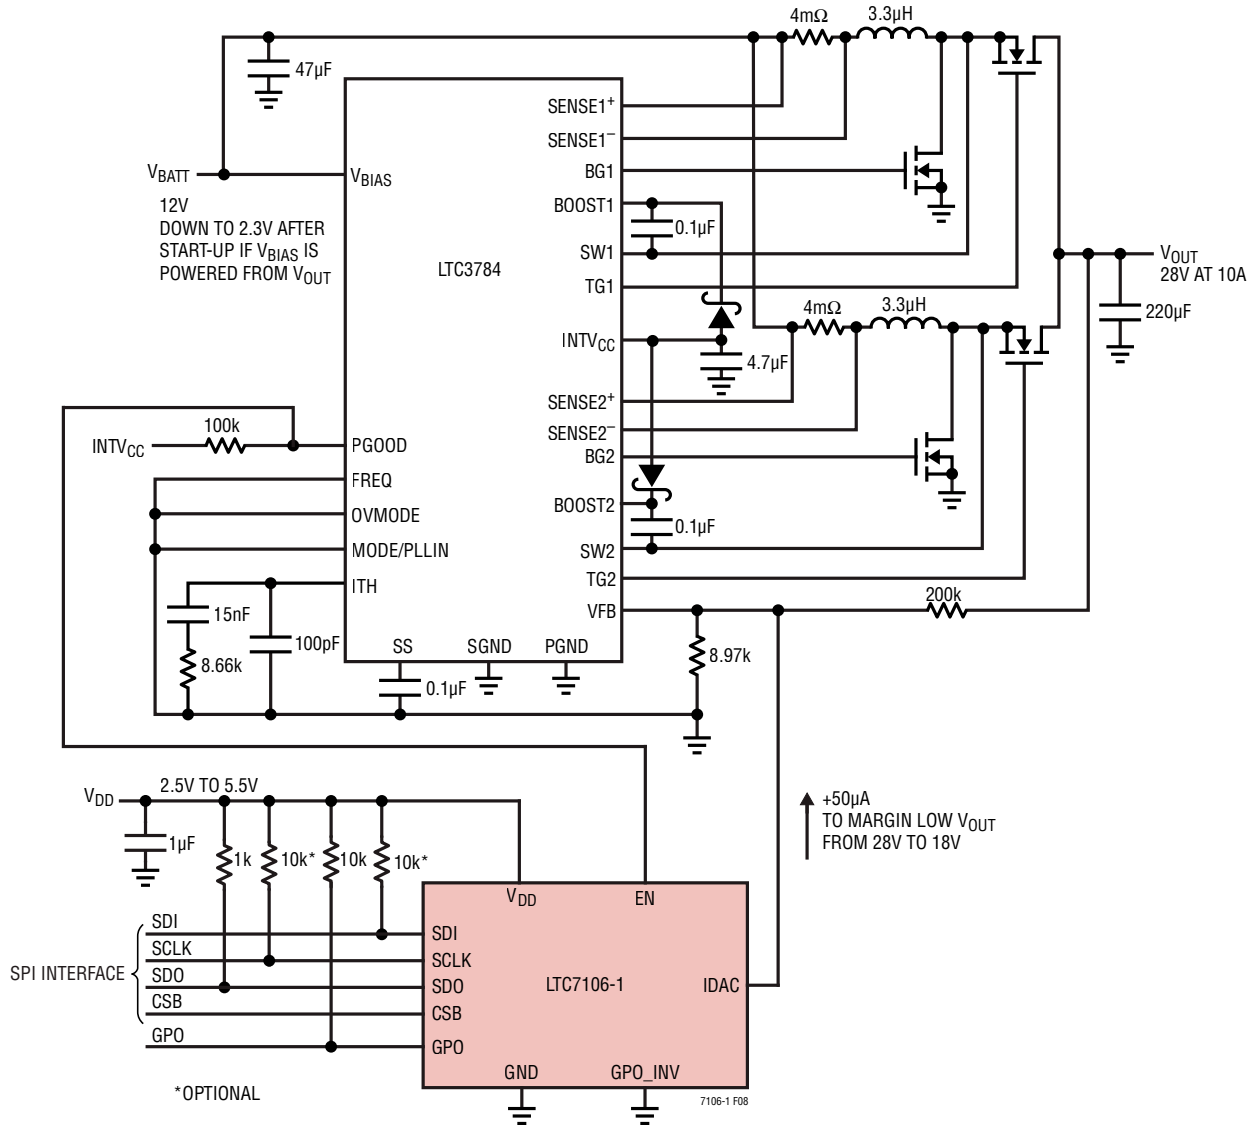 4mΩ
3.3µH
47µF
SENSE1+
SENSE1–
BG1
VBATT
VBIAS
12V
DOWN TO 2.3V AFTER
START-UP IF VBIAS IS
POWERED FROM VOUT
LTC3784
BOOST1
0.1µF
SW1
TG1
VOUT
28V AT 10A
4mΩ
3.3µH
220µF
INTVCC
4.7µF
SENSE2+
SENSE2–
BG2
100k
INTVCC
PGOOD
FREQ
OVMODE
MODE/PLLIN
ITH
BOOST2
0.1µF
SW2
TG2
VFB
200k
15nF
100pF
8.66k
SS
SGND
PGND
0.1µF
8.97k
VDD
2.5V TO 5.5V
1µF
1k
10k*
10k
10k*
+50µA
TO MARGIN LOW VOUT
FROM 28V TO 18V
VDD
EN
SPI INTERFACE
SDI
SCLK
SDO
CSB
GPO
SDI
SCLK
SDO
CSB
GPO
LTC7106-1
IDAC
GND
GPO_INV
*OPTIONAL
7106-1 F08